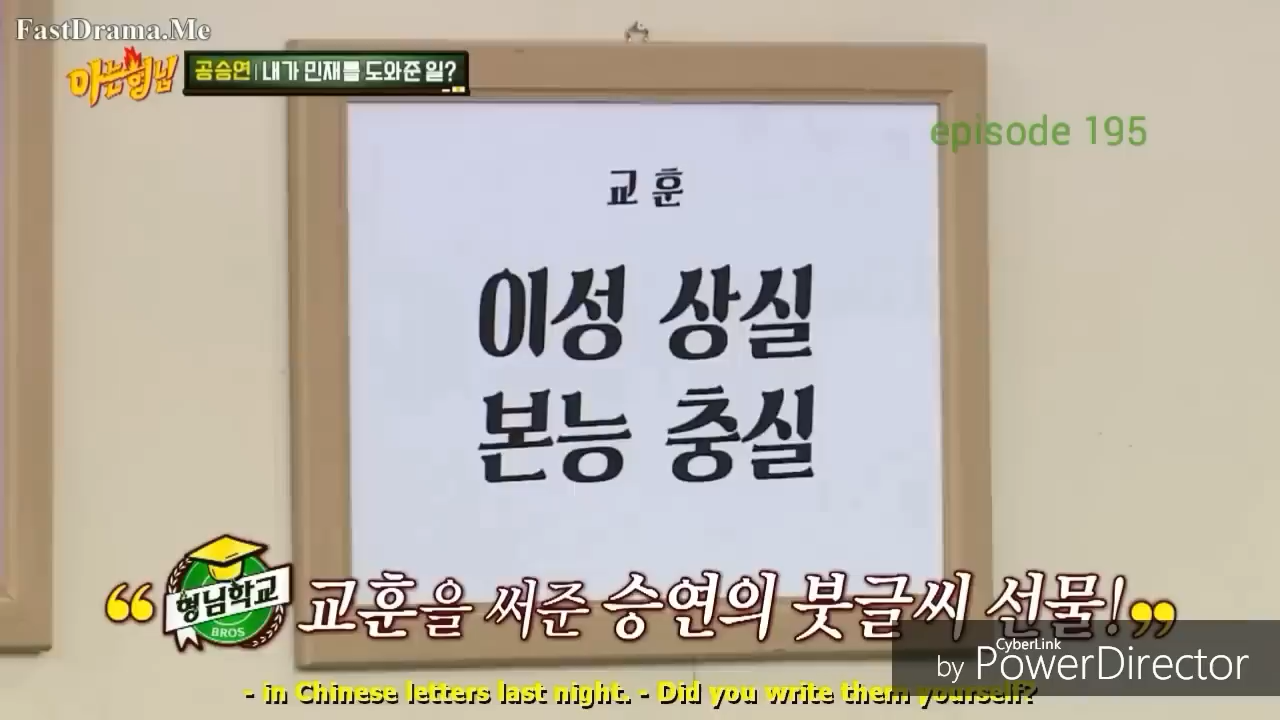 FastDrama.Me
아는형님
공승연 | 내가 민재를 도와준 일?
episode 195
교훈
이성 상실
본능 충실
형님학교
BROS
“ 교훈을 써준 승연의 붓글씨 선물! ”
CyberLink
by PowerDirector
- in Chinese letters last night. - Did you write them yourself?